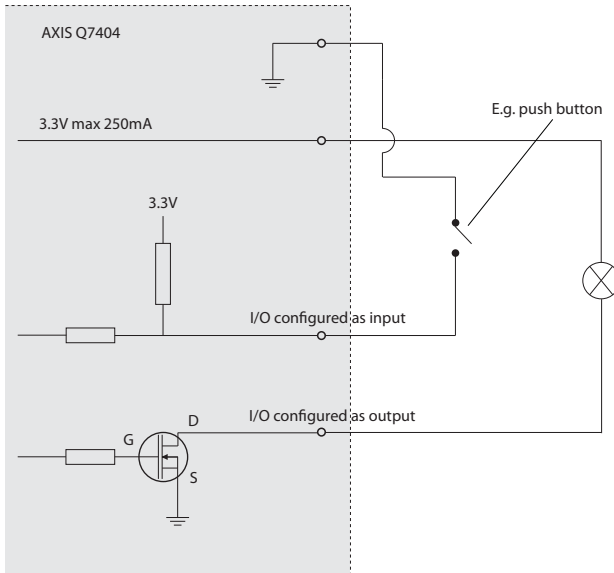 AXIS Q7404
E.g. push button
3.3V max 250mA
3.3V
I/O configured as input
I/O configured as output
D
G
S